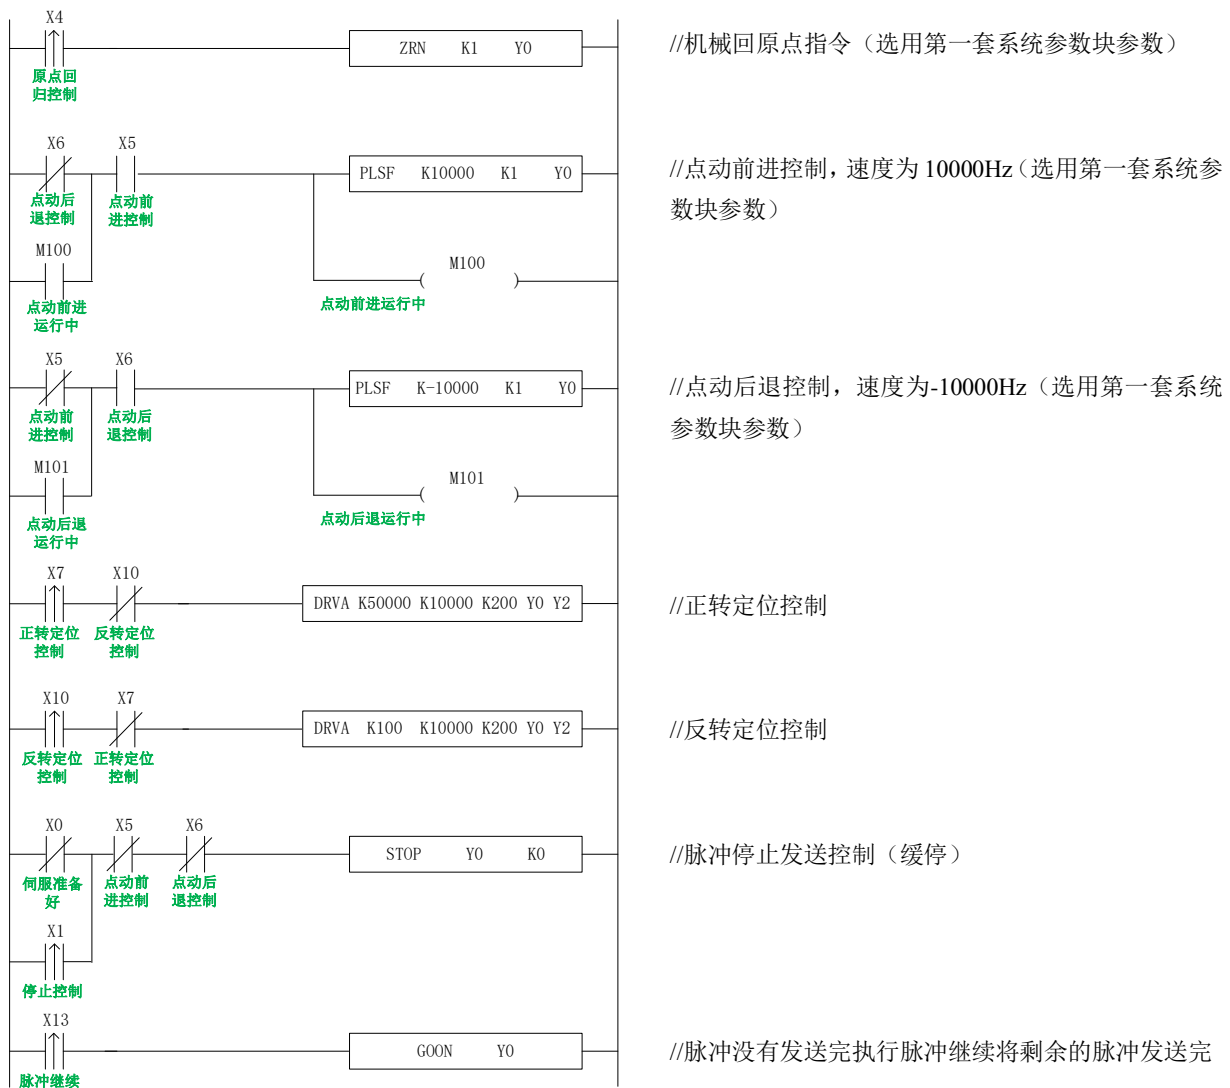 X4
ZRN K1 Y0
//机械回原点指令（选用第一套系统参数块参数）
原点回
归控制
X6 X5
PLSF K10000 K1 Y0
//点动前进控制，速度为 10000Hz（选用第一套系统参
数块参数）
点动后
退控制
点动前
进控制
M100
M100
( )
点动前进
运行中
点动前进运行中
X5 X6
PLSF K-10000 K1 Y0
//点动后退控制，速度为-10000Hz（选用第一套系统
参数块参数）
点动前
进控制
点动后
退控制
M101
M101
( )
点动后退
运行中
点动后退运行中
X7 X10
DRVA K50000 K10000 K200 Y0 Y2
//正转定位控制
正转定位
控制
反转定位
控制
X10 X7
DRVA K100 K10000 K200 Y0 Y2
//反转定位控制
反转定位
控制
正转定位
控制
X0 X5 X6
STOP Y0 K0
//脉冲停止发送控制（缓停）
伺服准备
好
点动前
进控制
点动后
退控制
X1
停止控制
X13
GOON Y0
//脉冲没有发送完执行脉冲继续将剩余的脉冲发送完
脉冲继续